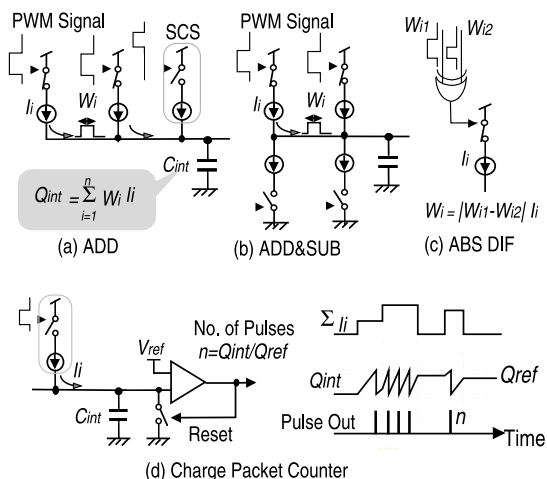 PWM Signal
SCS
PWM Signal
Wi1
Wi2
Ii
Wi
Ii
Wi
Cint
Ii
Qint = Σ Wi Ii
n
i=1
Wi = |Wi1-Wi2| Ii
(a) ADD
(b) ADD&SUB
(c) ABS DIF
Ii
Vref
No. of Pulses
n=Qint/Qref
Cint
Reset
Σ Ii
Qint
Qref
Pulse Out
n
Time
(d) Charge Packet Counter